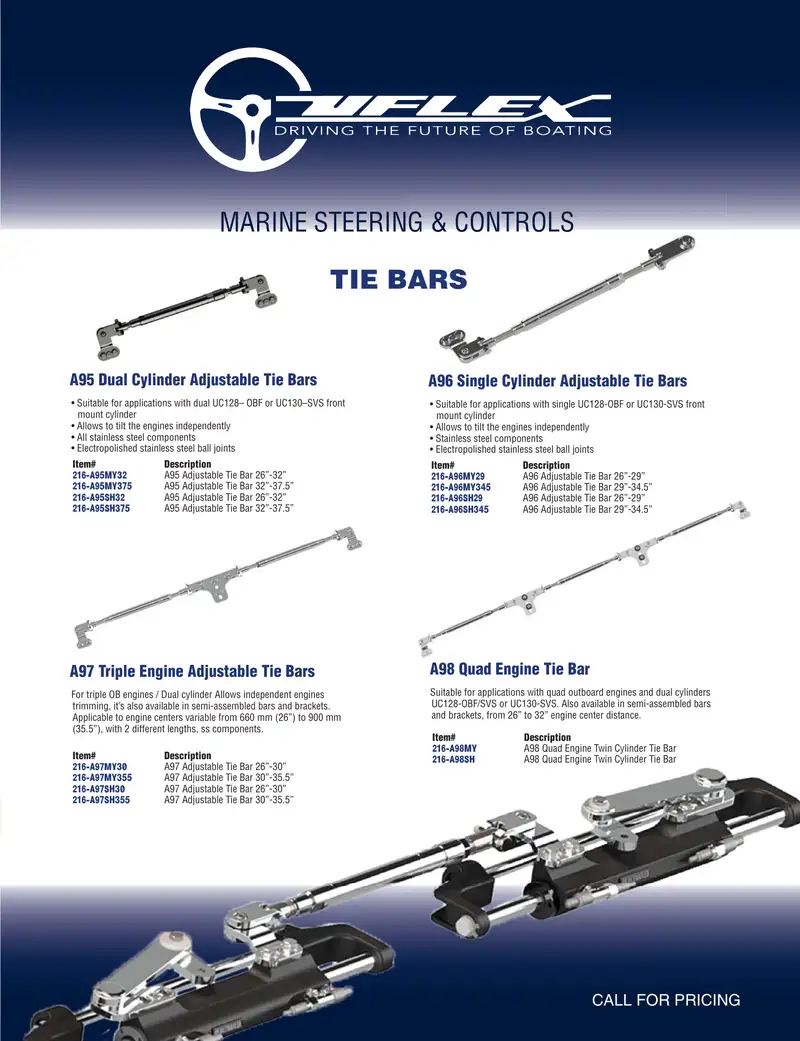 UFLEX
DRIVING THE FUTURE OF BOATING
MARINE STEERING & CONTROLS
TIE BARS
A95 Dual Cylinder Adjustable Tie Bars
• Suitable for applications with dual UC128– OBF or UC130–SVS front
mount cylinder
• Allows to tilt the engines independently
• All stainless steel components
• Electropolished stainless steel ball joints
Item# Description
216-A95MY32 A95 Adjustable Tie Bar 26”-32”
216-A95MY375 A95 Adjustable Tie Bar 32”-37.5”
216-A95SH32 A95 Adjustable Tie Bar 26”-32”
216-A95SH375 A95 Adjustable Tie Bar 32”-37.5”
A96 Single Cylinder Adjustable Tie Bars
• Suitable for applications with single UC128-OBF or UC130-SVS front
mount cylinder
• Allows to tilt the engines independently
• Stainless steel components
• Electropolished stainless steel ball joints
Item# Description
216-A96MY29 A96 Adjustable Tie Bar 26”-29”
216-A96MY345 A96 Adjustable Tie Bar 29”-34.5”
216-A96SH29 A96 Adjustable Tie Bar 26”-29”
216-A96SH345 A96 Adjustable Tie Bar 29”-34.5”
A97 Triple Engine Adjustable Tie Bars
For triple OB engines / Dual cylinder Allows independent engines
trimming, it’s also available in semi-assembled bars and brackets.
Applicable to engine centers variable from 660 mm (26”) to 900 mm
(35.5”), with 2 different lengths, ss components.
Item# Description
216-A97MY30 A97 Adjustable Tie Bar 26”-30”
216-A97MY355 A97 Adjustable Tie Bar 30”-35.5”
216-A97SH30 A97 Adjustable Tie Bar 26”-30”
216-A97SH355 A97 Adjustable Tie Bar 30”-35.5”
A98 Quad Engine Tie Bar
Suitable for applications with quad outboard engines and dual cylinders
UC128-OBF/SVS or UC130-SVS. Also available in semi-assembled bars
and brackets, from 26” to 32” engine center distance.
Item# Description
216-A98MY A98 Quad Engine Twin Cylinder Tie Bar
216-A98SH A98 Quad Engine Twin Cylinder Tie Bar
CALL FOR PRICING